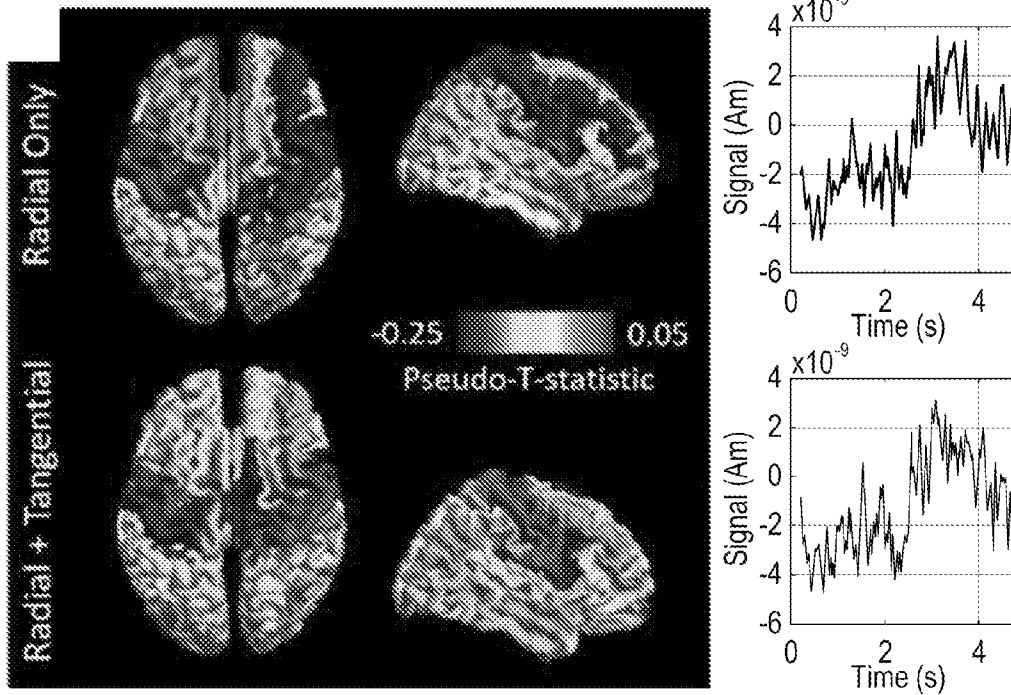 Radial Only
-0.25
0.05
Pseudo-T-statistic
Radial + Tangential
4
2
0
-2
-4
-6
Signal (Am)
0
2
4
Time (s)
x10⁻⁹
4
2
0
-2
-4
-6
Signal (Am)
0
2
4
Time (s)